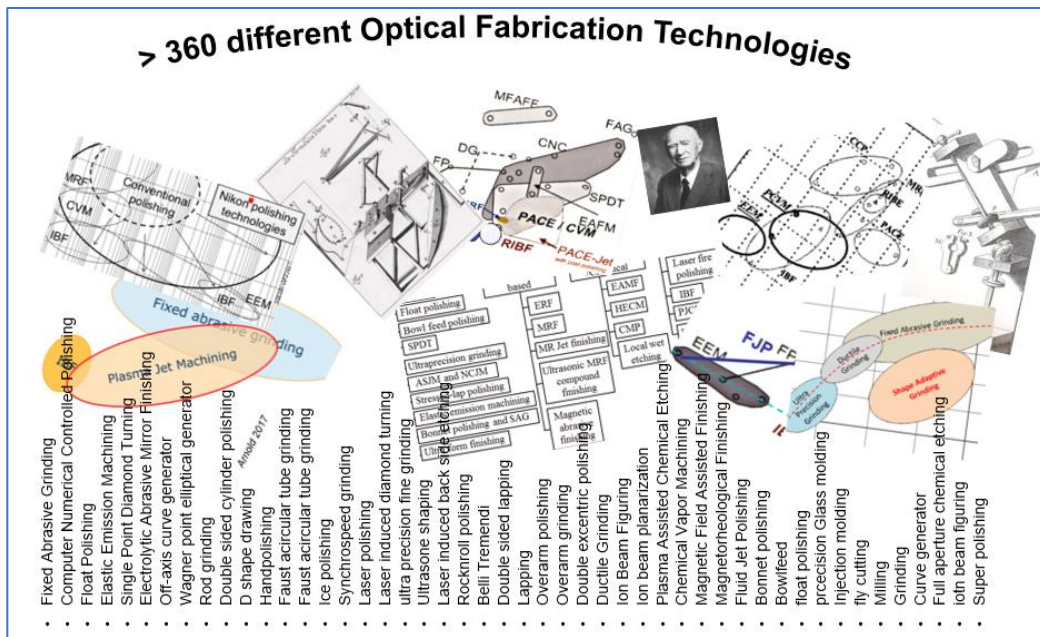 > 360 different Optical Fabrication Technologies
MRF
CVM
IBF
Conventional
polishing
Nikon polishing
technologies
IBF
EEM
Fixed abrasive grinding
Plasma Jet Machining
Arnold 2017
MFAFF
FAG
DG
CNC
FP
SPDT
EAFM
PACE / CVM
RIBF
PACE-Jet
with post polishing
based
Float polishing
Bowl feed polishing
SPDT
Ultraprecision grinding
ASJM and NCJM
Stress-lap polishing
Elastic emission machining
Bonnet polishing and SAG
Ultraform finishing
ERF
MRF
MR Jet finishing
Ultrasonic MRF
compound
finishing
Magnetic
abrasive
finishing
EAMF
HECM
CMP
Local wet
etching
Laser fire
polishing
IBF
CCP
MRF
RIBE
PACE
PCVM
EEM
IBF
EEM
FJP
FP
Fixed Abrasive Grinding
Ductile
Grinding
Ultra
Precision
Grinding
Shape Adaptive
Grinding
IL
• Fixed Abrasive Grinding
• Computer Numerical Controlled Polishing
• Float Polishing
• Elastic Emission Machining
• Single Point Diamond Turning
• Electrolytic Abrasive Mirror Finishing
• Off-axis curve generator
• Wagner point elliptical generator
• Rod grinding
• Double sided cylinder polishing
• D shape drawing
• Handpolishing
• Faust acircular tube grinding
• Faust acircular tube grinding
• Ice polishing
• Synchrospeed grinding
• Laser polishing
• Laser induced diamond turning
• ultra precision fine grinding
• Ultrasone shaping
• Laser induced back side etching
• Rocknroll polishing
• Belli Tremendi
• Double sided lapping
• Lapping
• Overarm polishing
• Overarm grinding
• Double excentric polishing
• Ductile Grinding
• Ion Beam Figuring
• Ion beam planarization
• Plasma Assisted Chemical Etching
• Chemical Vapor Machining
• Magnetic Field Assisted Finishing
• Magnetorheological Finishing
• Fluid Jet Polishing
• Bonnet polishing
• Bowlfeed
• float polishing
• prcecision Glass molding
• Injection molding
• fly cutting
• Milling
• Grinding
• Curve generator
• Full aperture chemical etching
• iotn beam figuring
• Super polishing